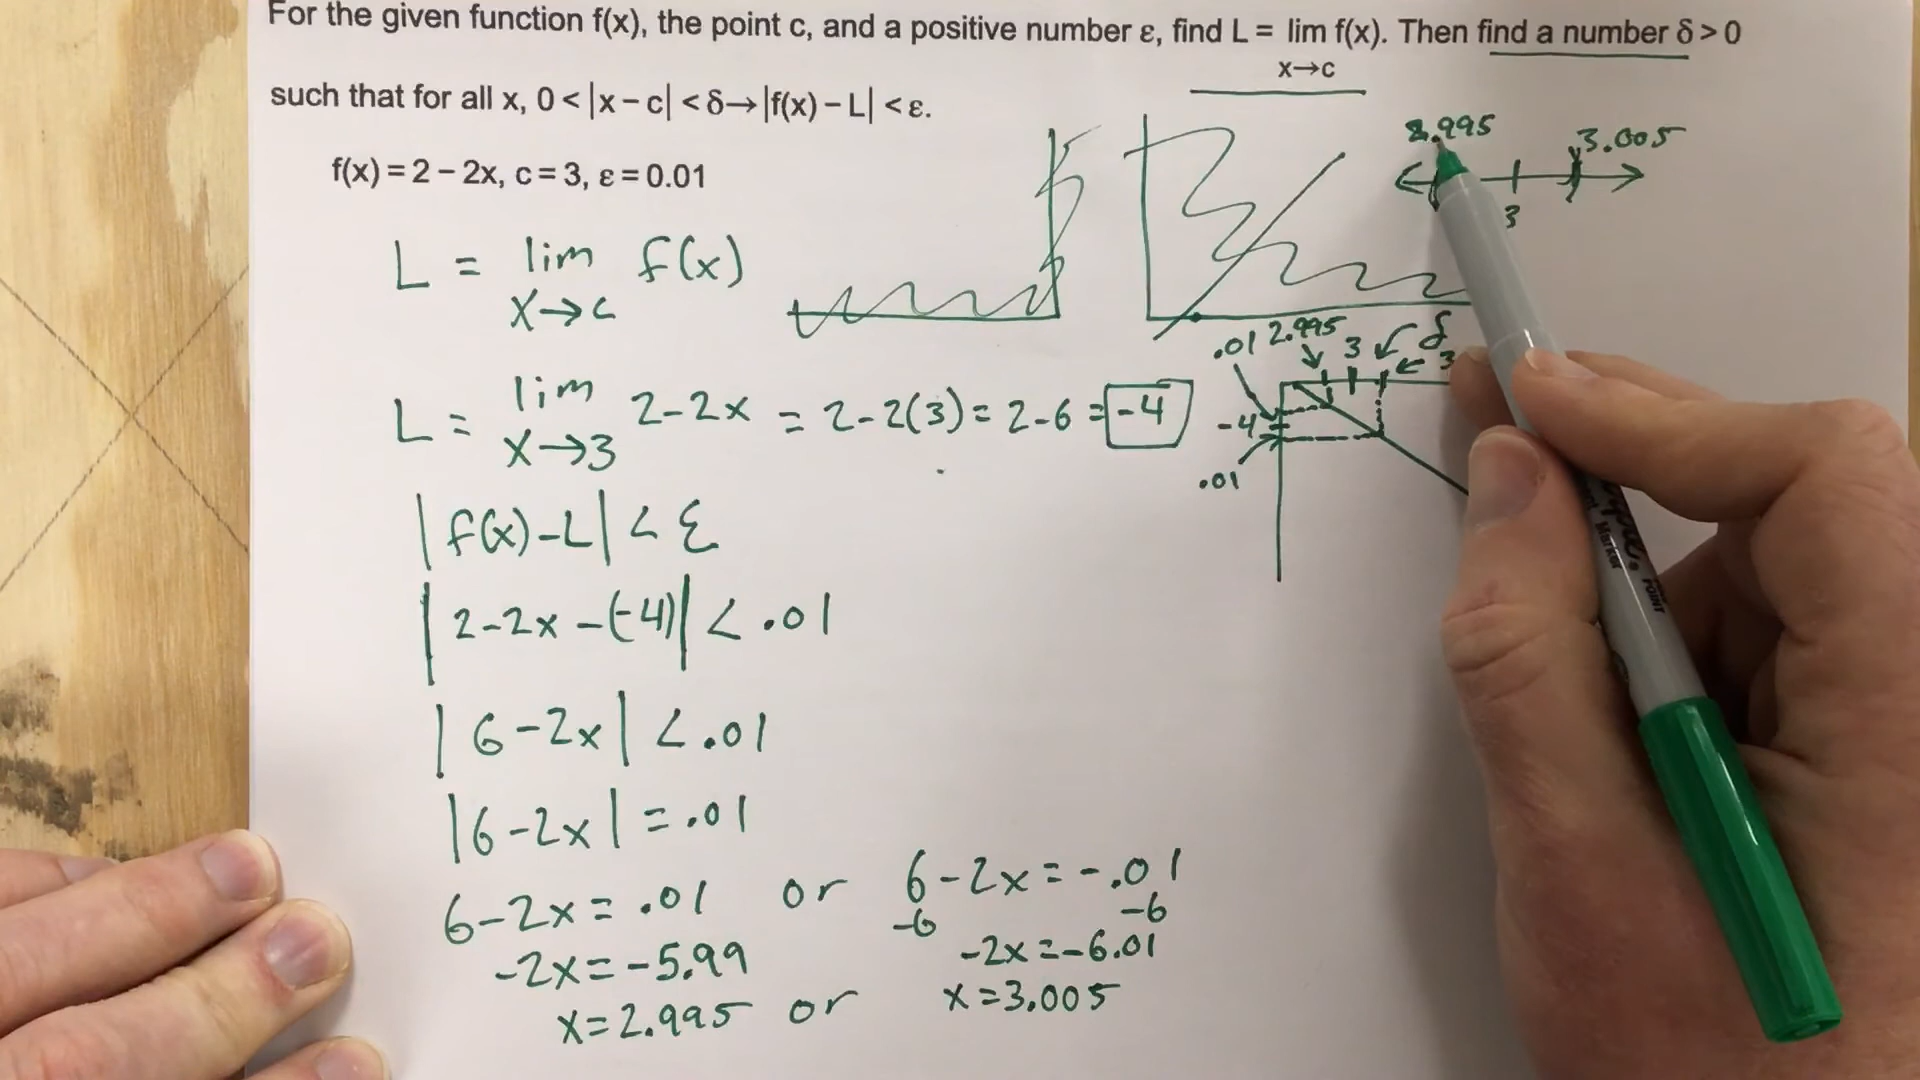 For the given function f(x), the point c, and a positive number ε, find L = lim f(x). Then find a number δ > 0
x→c
such that for all x, 0 < |x – c| < δ→|f(x) – L| < ε.
f(x) = 2 – 2x, c = 3, ε = 0.01
2.995
3.005
3
L = lim f(x)
x→c
.01 2.995 3 δ
3
-4
.01
L = lim 2-2x = 2-2(3) = 2-6 = -4
x→3
|f(x)-L| < ε
|2-2x-(-4)| < .01
|6-2x| < .01
|6-2x| = .01
6-2x = .01 or 6-2x = -.01
-6 -6
-2x = -5.99 -2x = -6.01
x = 2.995 or x = 3.005
Marker
POINT